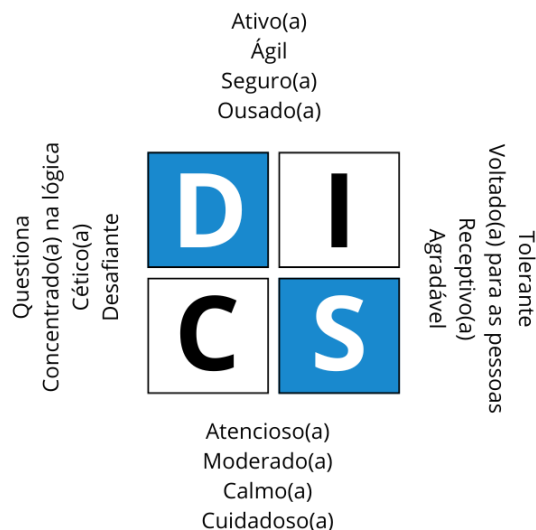 Ativo(a)
Ágil
Seguro(a)
Ousado(a)
Questiona
Concentrado(a) na lógica
Cético(a)
Desafiante
D I
C S
Tolerante
Voltado(a) para as pessoas
Receptivo(a)
Agradável
Atencioso(a)
Moderado(a)
Calmo(a)
Cuidadoso(a)